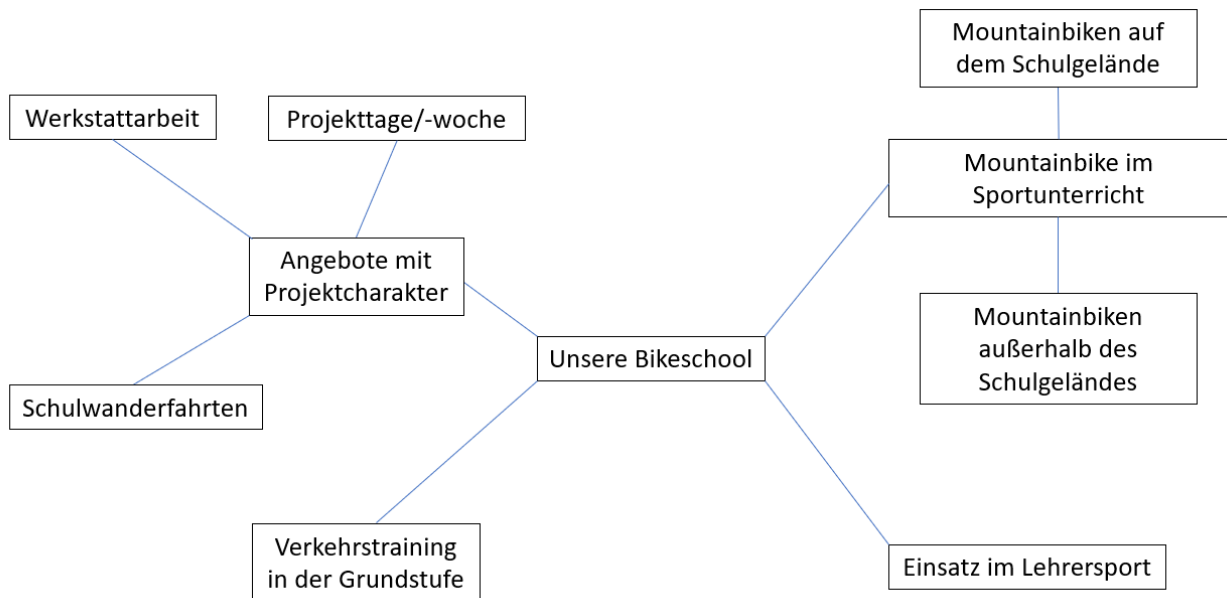 Mountainbiken auf
dem Schulgelände
Werkstattarbeit
Projekttage/-woche
Mountainbike im
Sportunterricht
Angebote mit
Projektcharakter
Mountainbiken
außerhalb des
Schulgeländes
Unsere Bikeschool
Schulwanderfahrten
Verkehrstraining
in der Grundstufe
Einsatz im Lehrersport